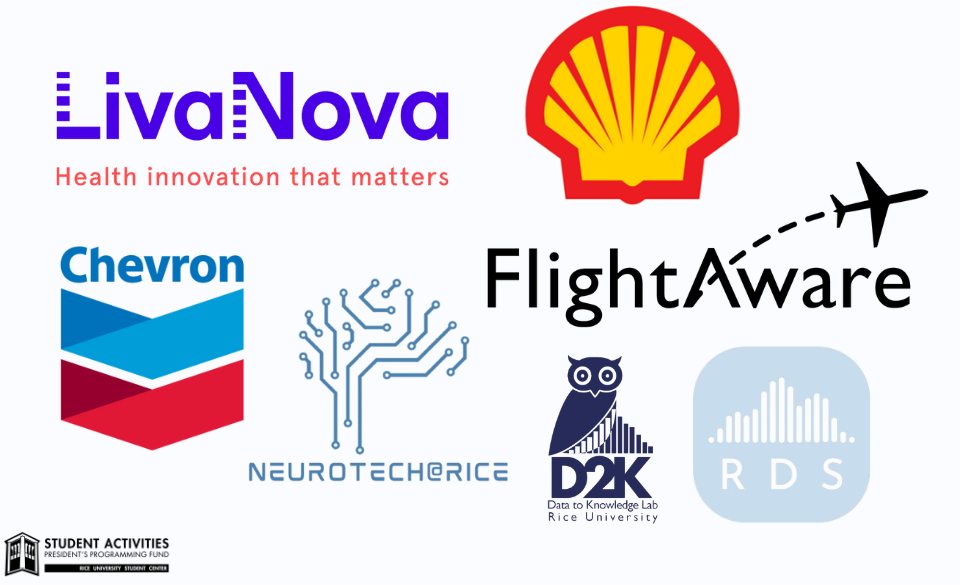 LivaNova
Health innovation that matters
FlightAware
Chevron
NEUROTECH@RICE
D2K
Data to Knowledge Lab
Rice University
RDS
STUDENT ACTIVITIES
PRESIDENT'S PROGRAMMING FUND
RICE UNIVERSITY STUDENT CENTER